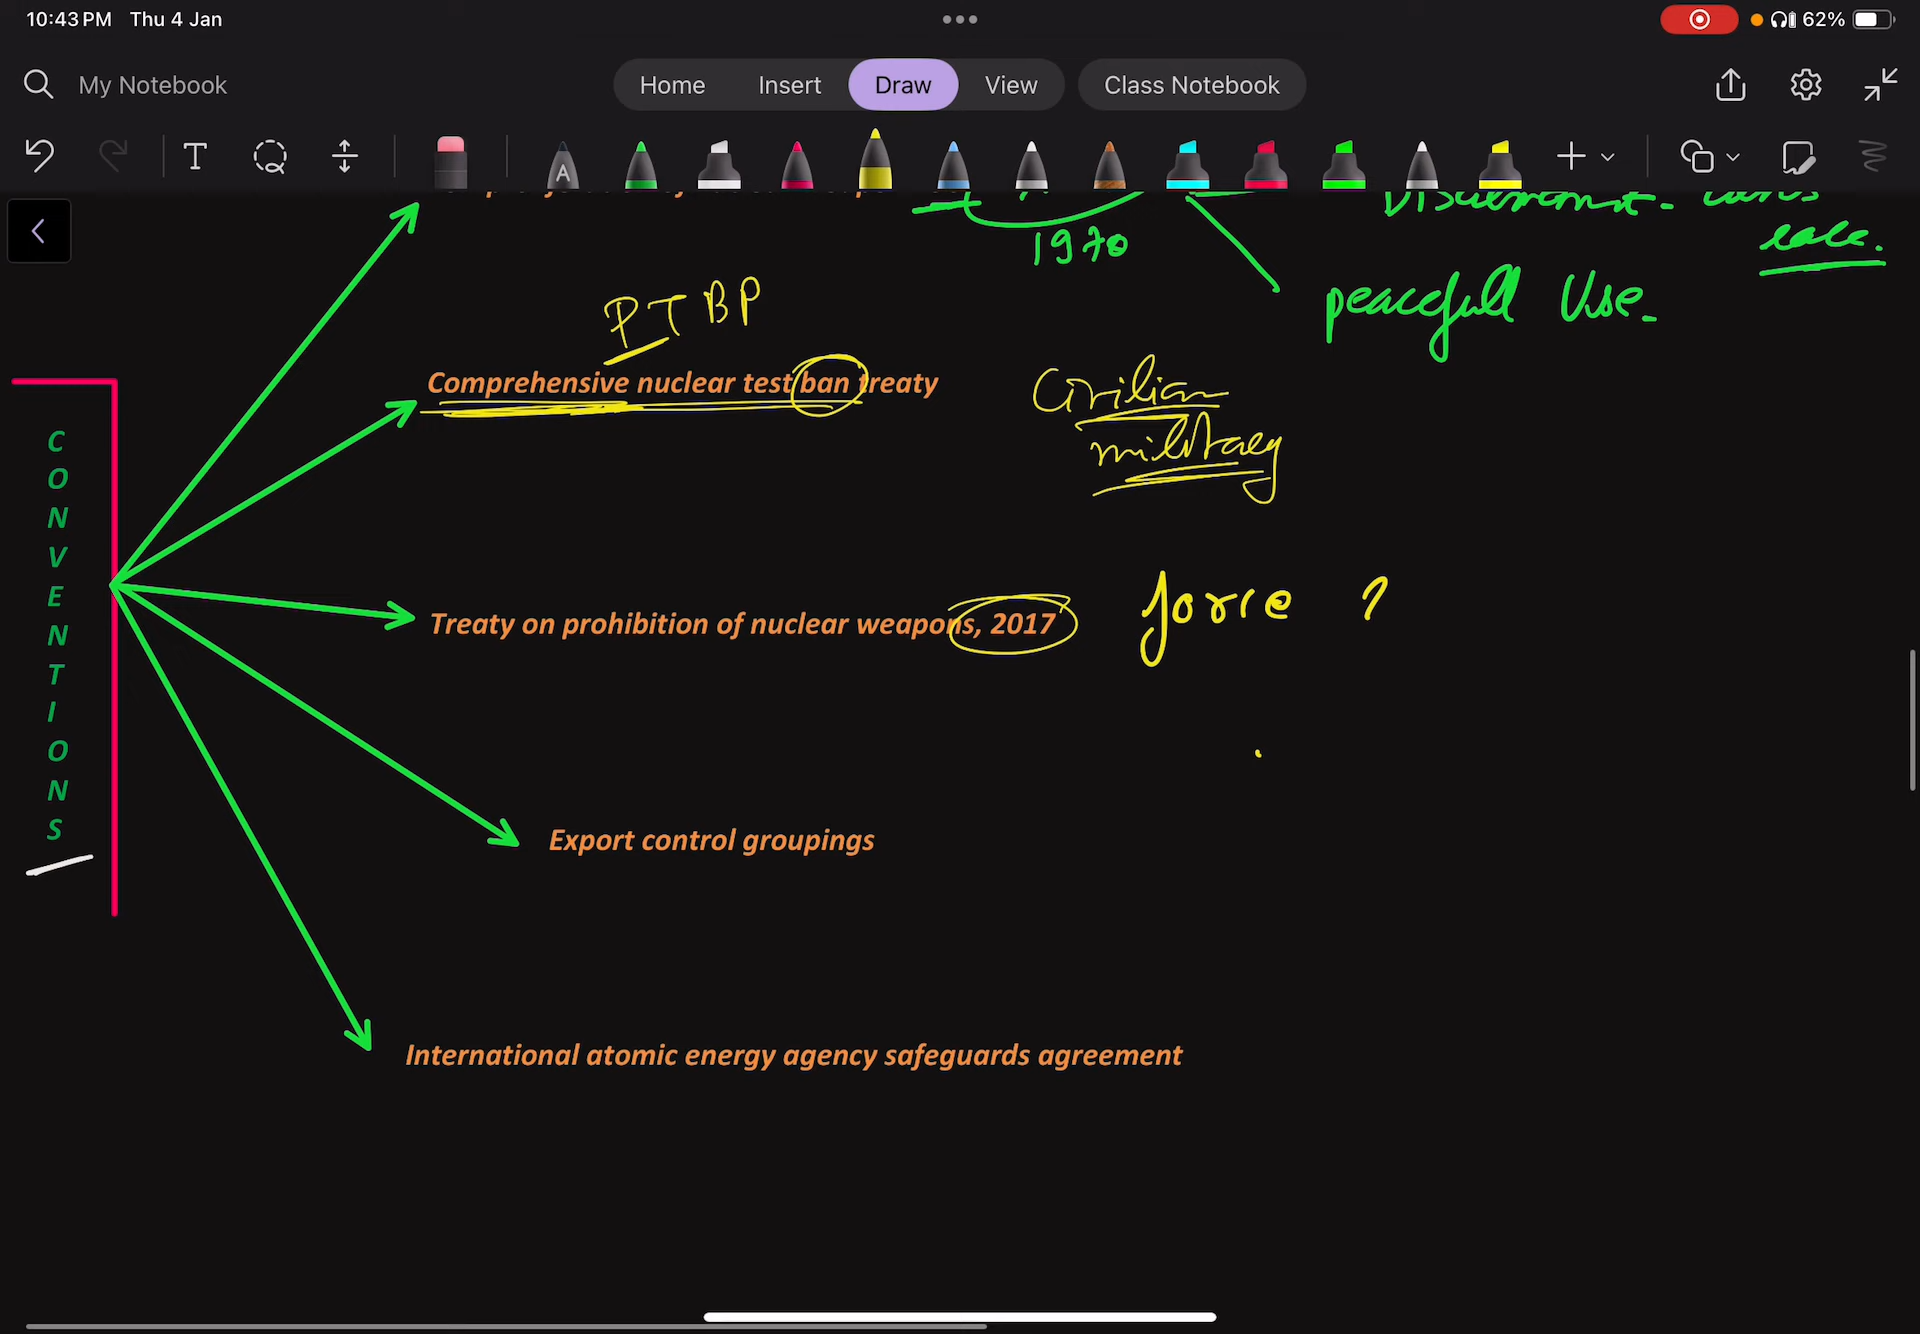 10:43 PM Thu 4 Jan
62%
My Notebook
Home Insert Draw View Class Notebook
T
A
1970
rale.
peacefull Use.
PTBP
Comprehensive nuclear test ban treaty
Civilian
military
CONVENTIONS
Treaty on prohibition of nuclear weapons, 2017
force ?
Export control groupings
International atomic energy agency safeguards agreement